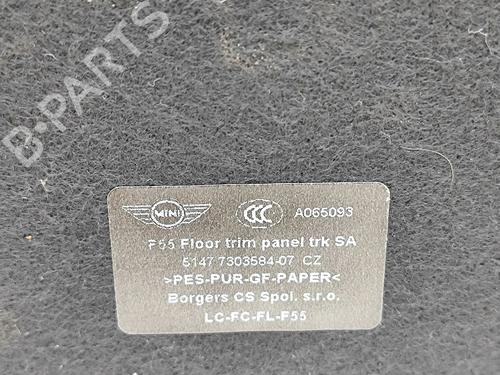 B-PARTS
MINI CCC A065093
F55 Floor trim panel trk SA
5147 7303584-07 CZ
>PES-PUR-GF-PAPER<
Borgers CS Spol. s.r.o.
LC-FC-FL-F55